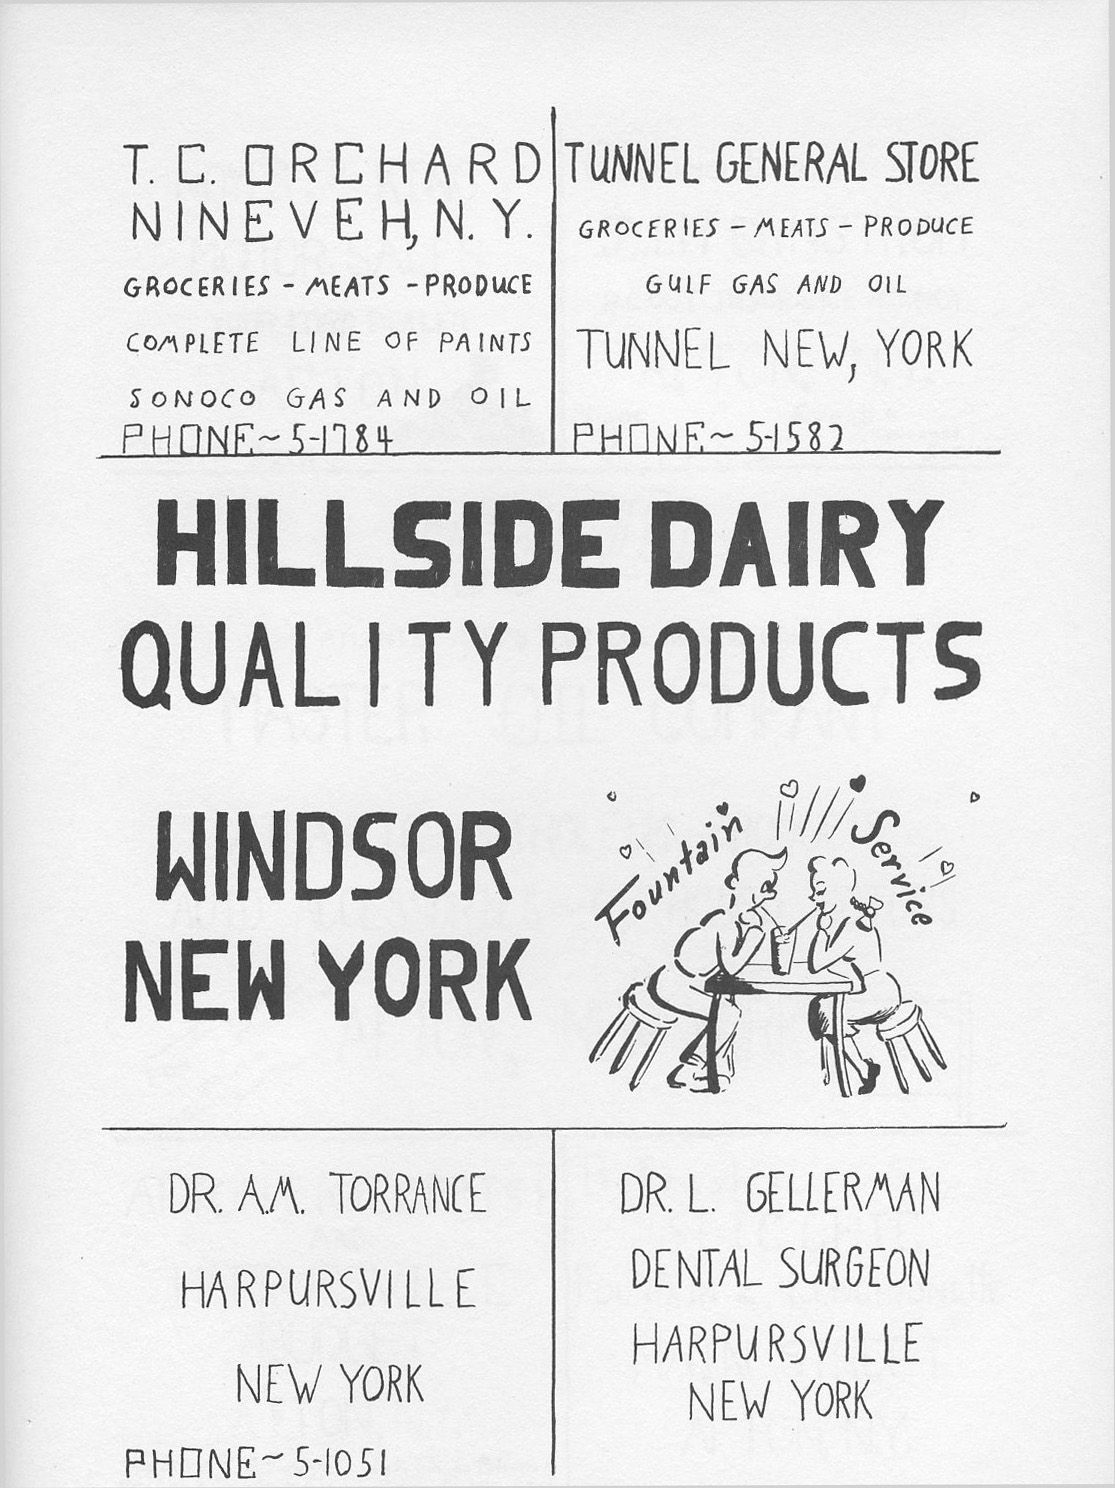 T. C. ORCHARD
NINEVEH, N. Y.
GROCERIES - MEATS - PRODUCE
COMPLETE LINE OF PAINTS
SONOCO GAS AND OIL
PHONE~5-1784
TUNNEL GENERAL STORE
GROCERIES - MEATS - PRODUCE
GULF GAS AND OIL
TUNNEL NEW, YORK
PHONE~5-1582
HILLSIDE DAIRY
QUALITY PRODUCTS
WINDSOR
NEW YORK
Fountain Service
DR. A.M. TORRANCE
HARPURSVILLE
NEW YORK
PHONE~5-1051
DR. L. GELLERMAN
DENTAL SURGEON
HARPURSVILLE
NEW YORK